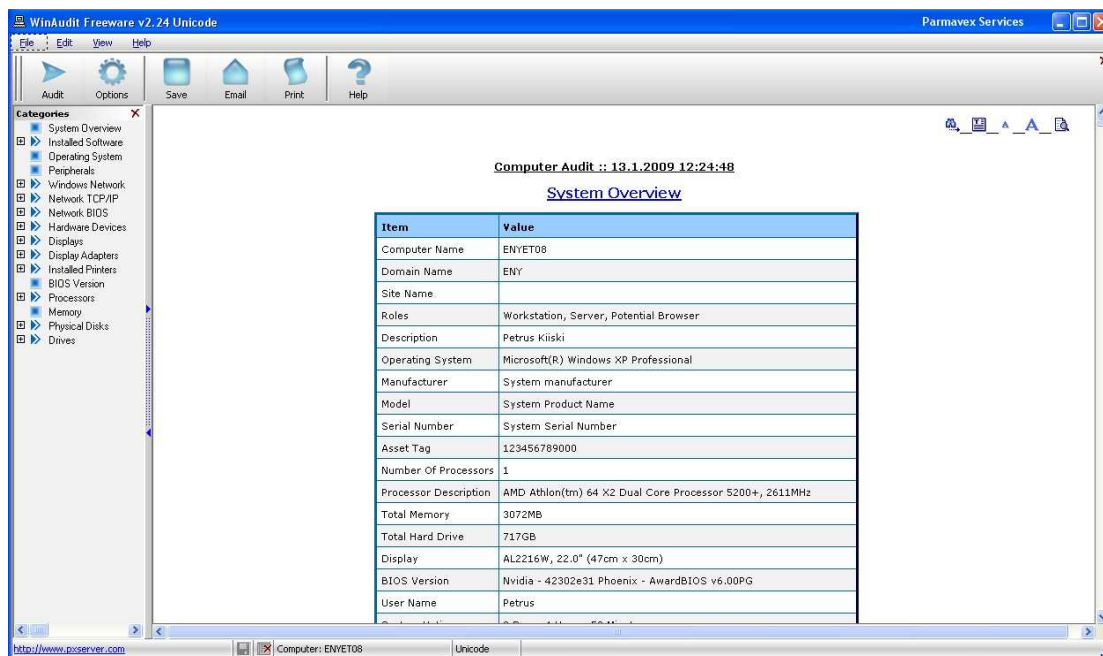 WinAudit Freeware v2.24 Unicode
Parmavex Services
File Edit View Help
Audit Options Save Email Print Help
Categories
System Overview
Installed Software
Operating System
Peripherals
Windows Network
Network TCP/IP
Network BIOS
Hardware Devices
Displays
Display Adapters
Installed Printers
BIOS Version
Processors
Memory
Physical Disks
Drives
A A
Computer Audit :: 13.1.2009 12:24:48
System Overview
Item Value
Computer Name ENYET08
Domain Name ENY
Site Name
Roles Workstation, Server, Potential Browser
Description Petrus Kiiski
Operating System Microsoft(R) Windows XP Professional
Manufacturer System manufacturer
Model System Product Name
Serial Number System Serial Number
Asset Tag 123456789000
Number Of Processors 1
Processor Description AMD Athlon(tm) 64 X2 Dual Core Processor 5200+, 2611MHz
Total Memory 3072MB
Total Hard Drive 717GB
Display AL2216W, 22.0" (47cm x 30cm)
BIOS Version Nvidia - 42302e31 Phoenix - AwardBIOS v6.00PG
User Name Petrus
http://www.pxserver.com
Computer: ENYET08
Unicode